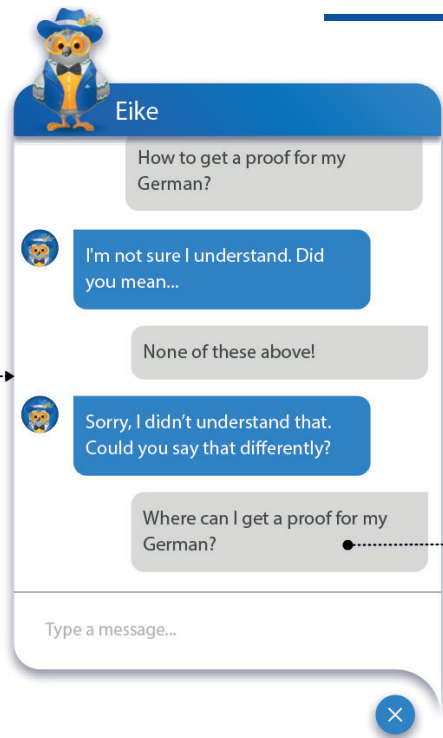 Eike
How to get a proof for my
German?
I'm not sure I understand. Did
you mean...
None of these above!
Sorry, I didn't understand that.
Could you say that differently?
Where can I get a proof for my
German?
Type a message...